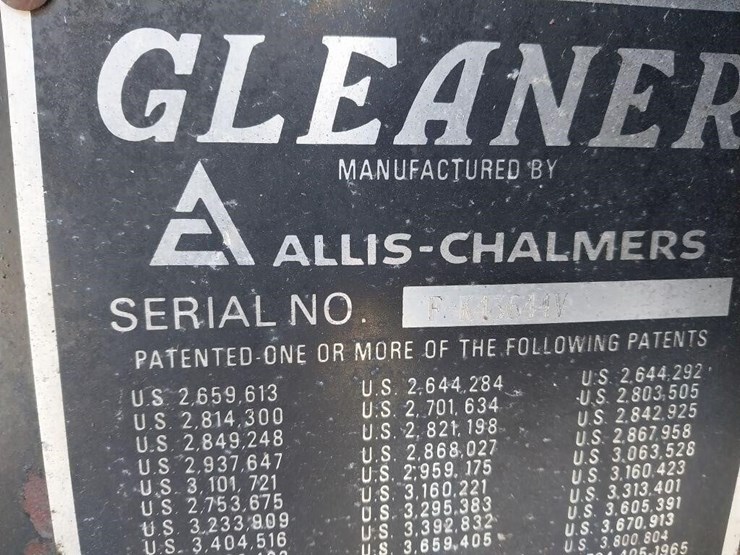 GLEANER
MANUFACTURED BY
ALLIS-CHALMERS
SERIAL NO.
PATENTED-ONE OR MORE OF THE FOLLOWING PATENTS
U.S. 2,659,613 U.S. 2,644,284 U.S. 2,644,292
U.S. 2,814,300 U.S. 2,701,634 U.S. 2,803,505
U.S. 2,849,248 U.S. 2,821,198 U.S. 2,842,925
U.S. 2,937,647 U.S. 2,868,027 U.S. 2,867,958
U.S. 3,101,721 U.S. 2,959,175 U.S. 3,063,528
U.S. 2,753,675 U.S. 3,160,221 U.S. 3,160,423
U.S. 3,233,909 U.S. 3,295,383 U.S. 3,313,401
U.S. 3,404,516 U.S. 3,392,832 U.S. 3,605,391
U.S. 3,659,405 U.S. 3,670,913
U.S. 3,800,804
1965